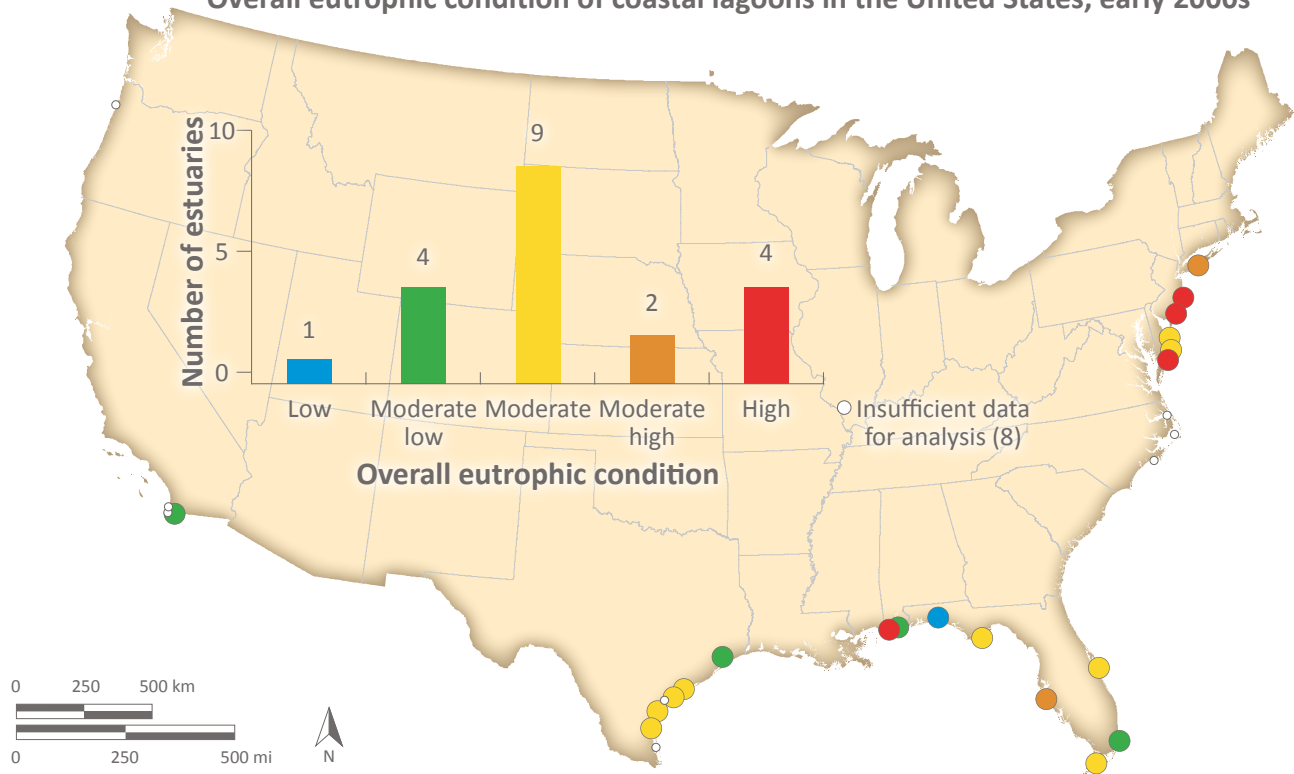 Overall eutrophic condition of coastal lagoons in the United States, early 2000s
Number of estuaries
10
5
0
1
4
9
2
4
Low
Moderate low
Moderate
Moderate high
High
Insufficient data
for analysis (8)
Overall eutrophic condition
0 250 500 km
0 250 500 mi
N